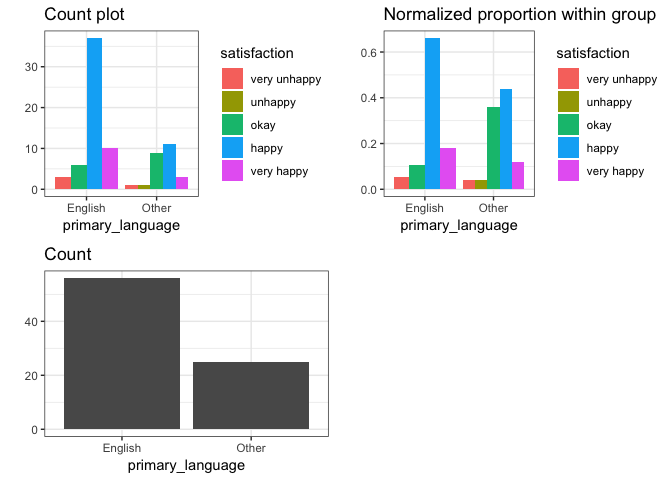 Count plot
30
20
10
0
English Other
primary_language
satisfaction
very unhappy
unhappy
okay
happy
very happy
Normalized proportion within group
0.6
0.4
0.2
0.0
English Other
primary_language
satisfaction
very unhappy
unhappy
okay
happy
very happy
Count
40
20
0
English Other
primary_language